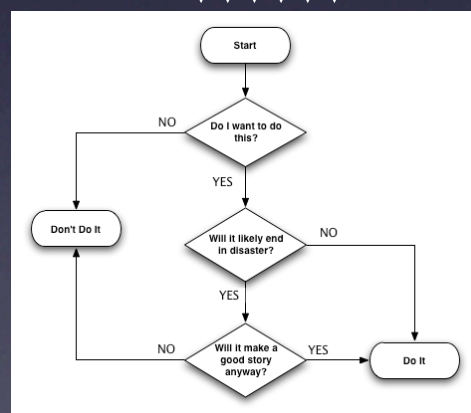 Start
NO
Do I want to do
this?
YES
Don't Do It
Will it likely end
in disaster?
NO
YES
NO
Will it make a
good story
anyway?
YES
Do It